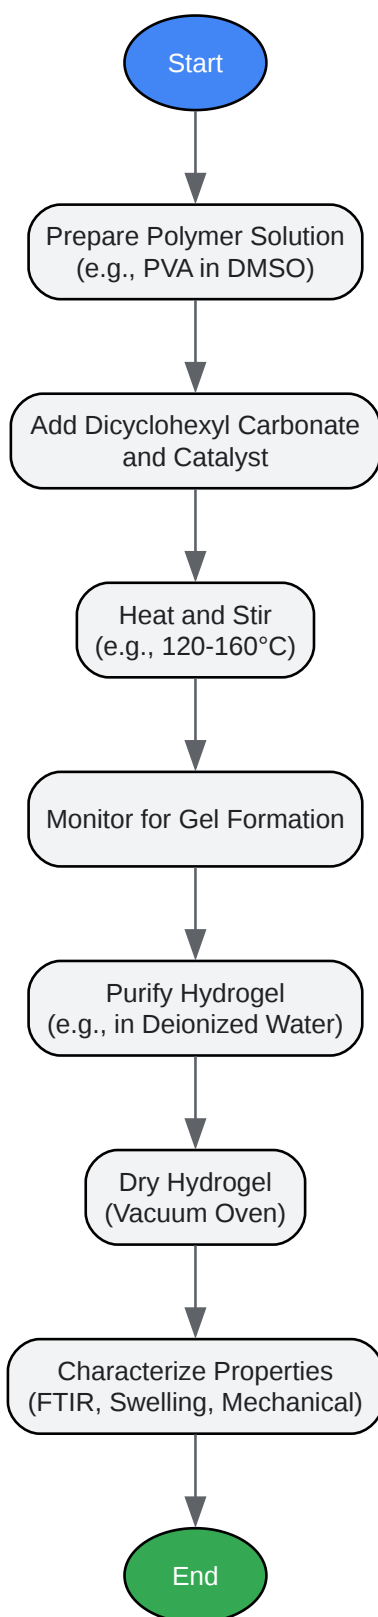 Start
Prepare Polymer Solution
(e.g., PVA in DMSO)
Add Dicyclohexyl Carbonate
and Catalyst
Heat and Stir
(e.g., 120-160°C)
Monitor for Gel Formation
Purify Hydrogel
(e.g., in Deionized Water)
Dry Hydrogel
(Vacuum Oven)
Characterize Properties
(FTIR, Swelling, Mechanical)
End